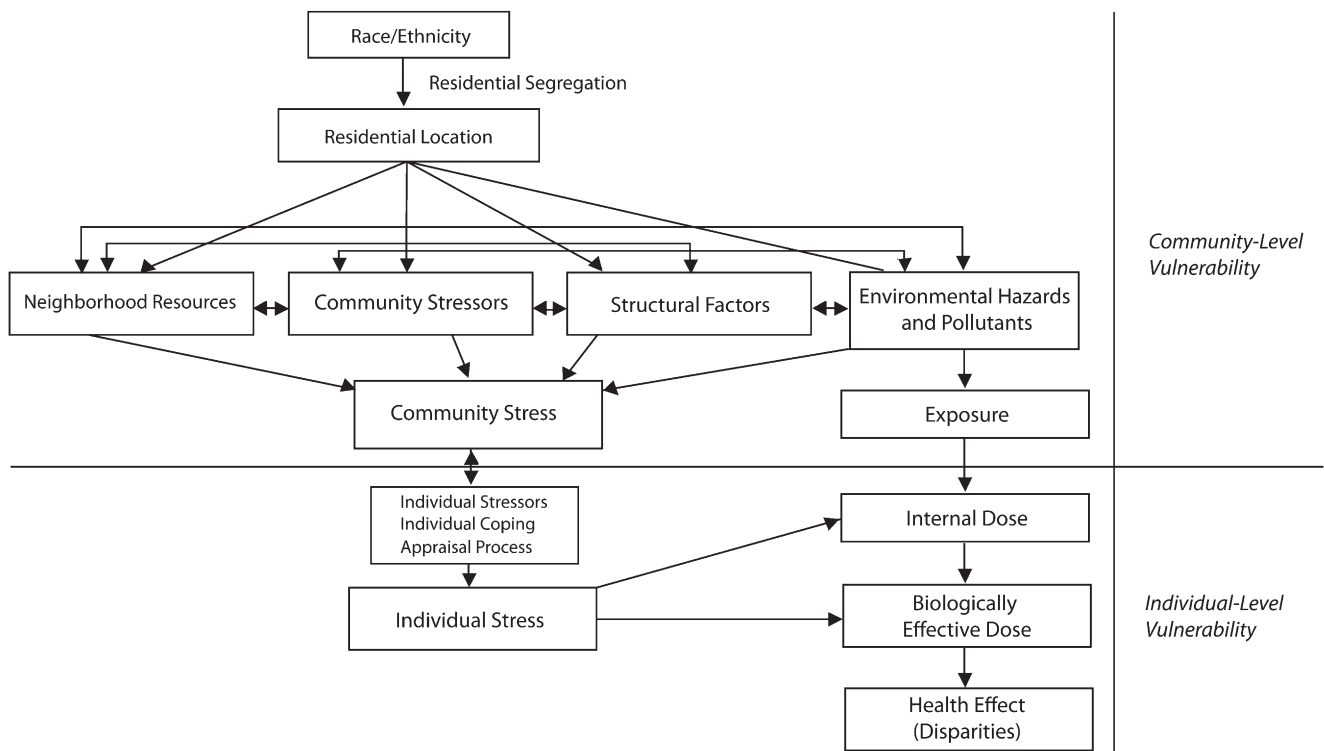 Race/Ethnicity
Residential Segregation
Residential Location
Community-Level
Vulnerability
Neighborhood Resources
Community Stressors
Structural Factors
Environmental Hazards
and Pollutants
Community Stress
Exposure
Individual Stressors
Individual Coping
Appraisal Process
Internal Dose
Individual Stress
Biologically
Effective Dose
Individual-Level
Vulnerability
Health Effect
(Disparities)